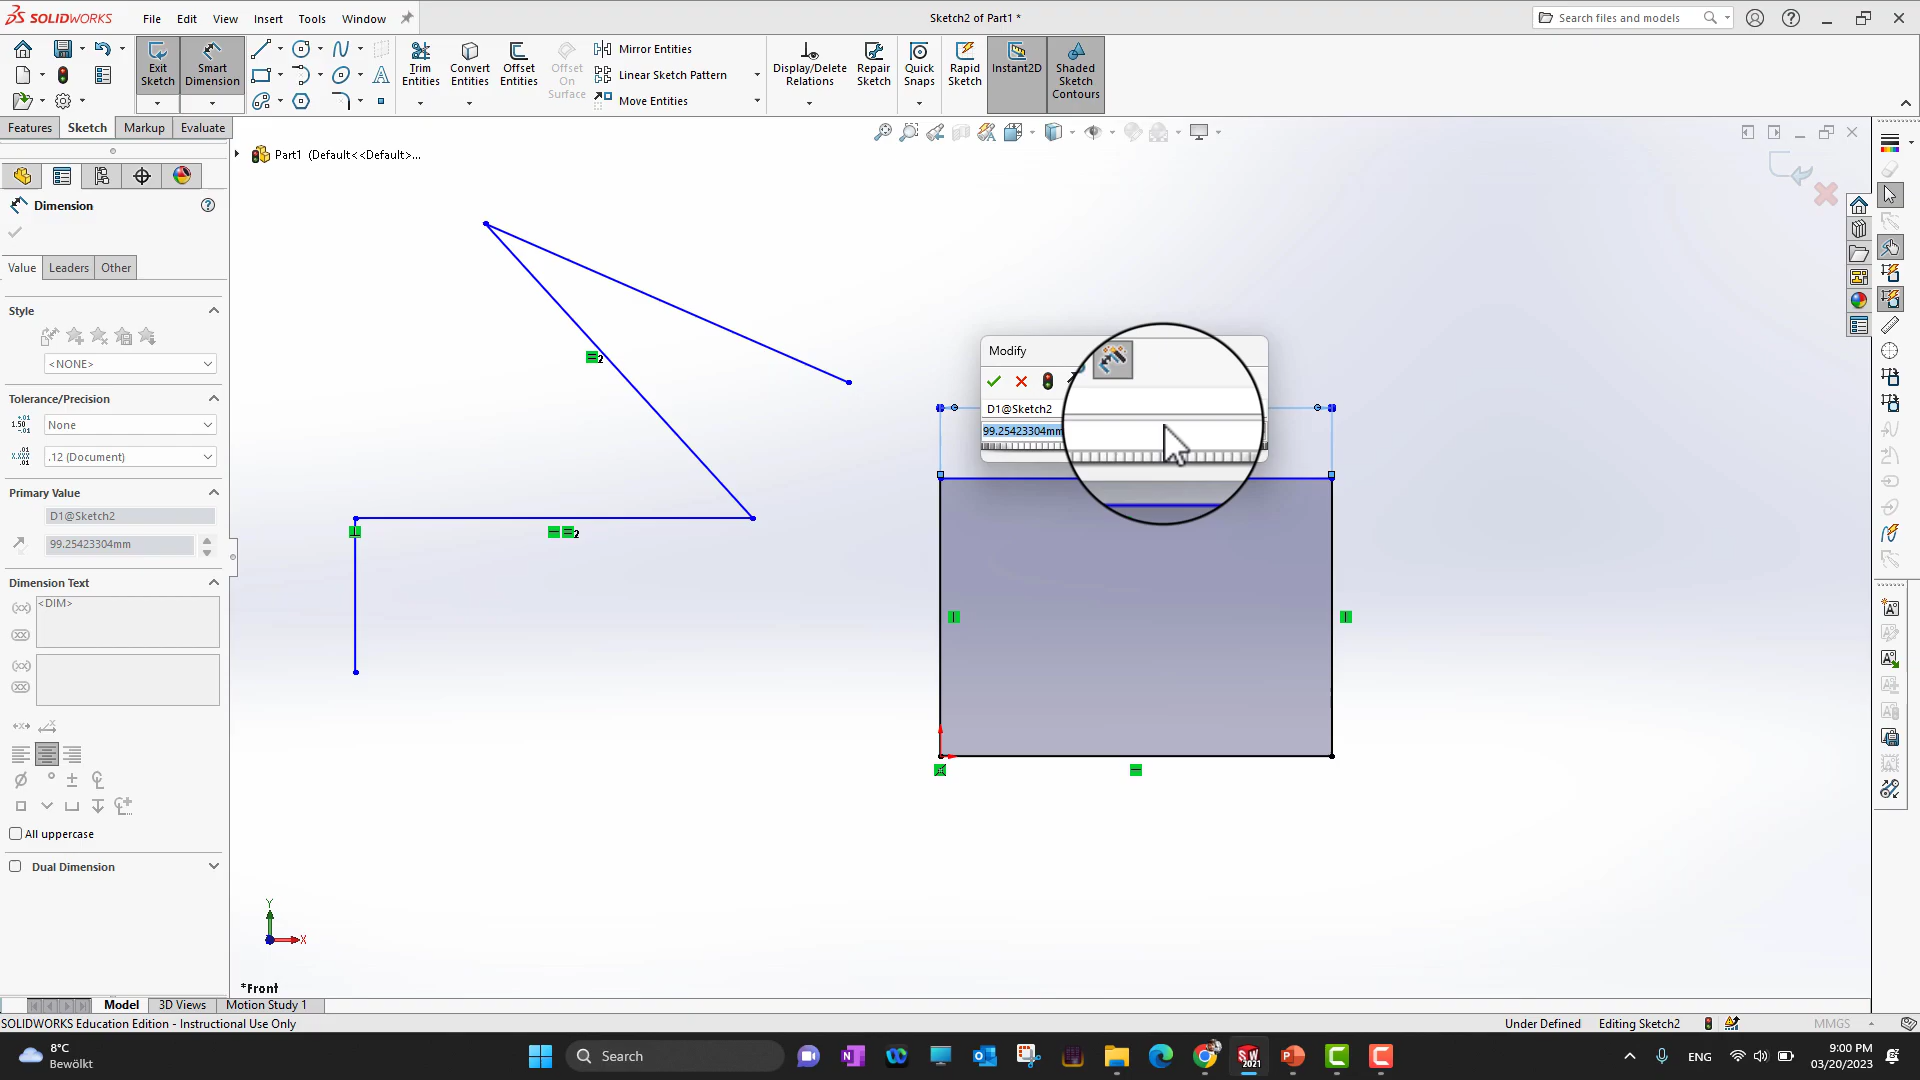 SOLIDWORKS
File Edit View Insert Tools Window
Sketch2 of Part1 *
Search files and models
Exit Sketch
Smart Dimension
Trim Entities
Convert Entities
Offset Entities
Offset On Surface
Mirror Entities
Linear Sketch Pattern
Move Entities
Display/Delete Relations
Repair Sketch
Quick Snaps
Rapid Sketch
Instant2D
Shaded Sketch Contours
Features Sketch Markup Evaluate
Part1 (Default<<Default>...
Dimension
Value Leaders Other
Style
<NONE>
Tolerance/Precision
None
.12 (Document)
Primary Value
D1@Sketch2
99.25423304mm
Dimension Text
<DIM>
All uppercase
Dual Dimension
Modify
D1@Sketch2
99.25423304mm
2
2
Y
X
*Front
Model 3D Views Motion Study 1
SOLIDWORKS Education Edition - Instructional Use Only
Under Defined Editing Sketch2 MMGS
8°C
Bewölkt
Search
ENG
9:00 PM
03/20/2023